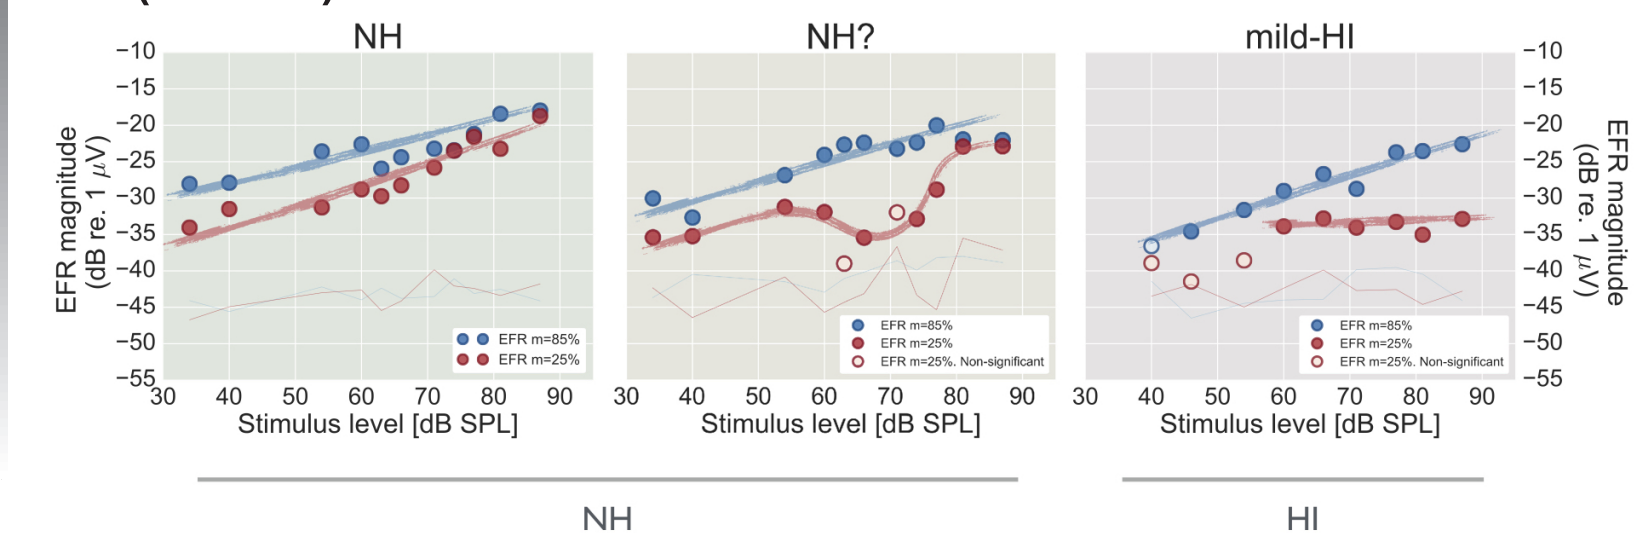 NH
NH?
mild-HI
−10
−15
−20
−25
−30
−35
−40
−45
−50
−55
EFR magnitude
(dB re. 1 μV)
EFR m=85%
EFR m=25%
30 40 50 60 70 80 90
Stimulus level [dB SPL]
EFR m=85%
EFR m=25%
EFR m=25%. Non-significant
30 40 50 60 70 80 90
Stimulus level [dB SPL]
EFR m=85%
EFR m=25%
EFR m=25%. Non-significant
30 40 50 60 70 80 90
Stimulus level [dB SPL]
−10
−15
−20
−25
−30
−35
−40
−45
−50
−55
EFR magnitude
(dB re. 1 μV)
NH
HI